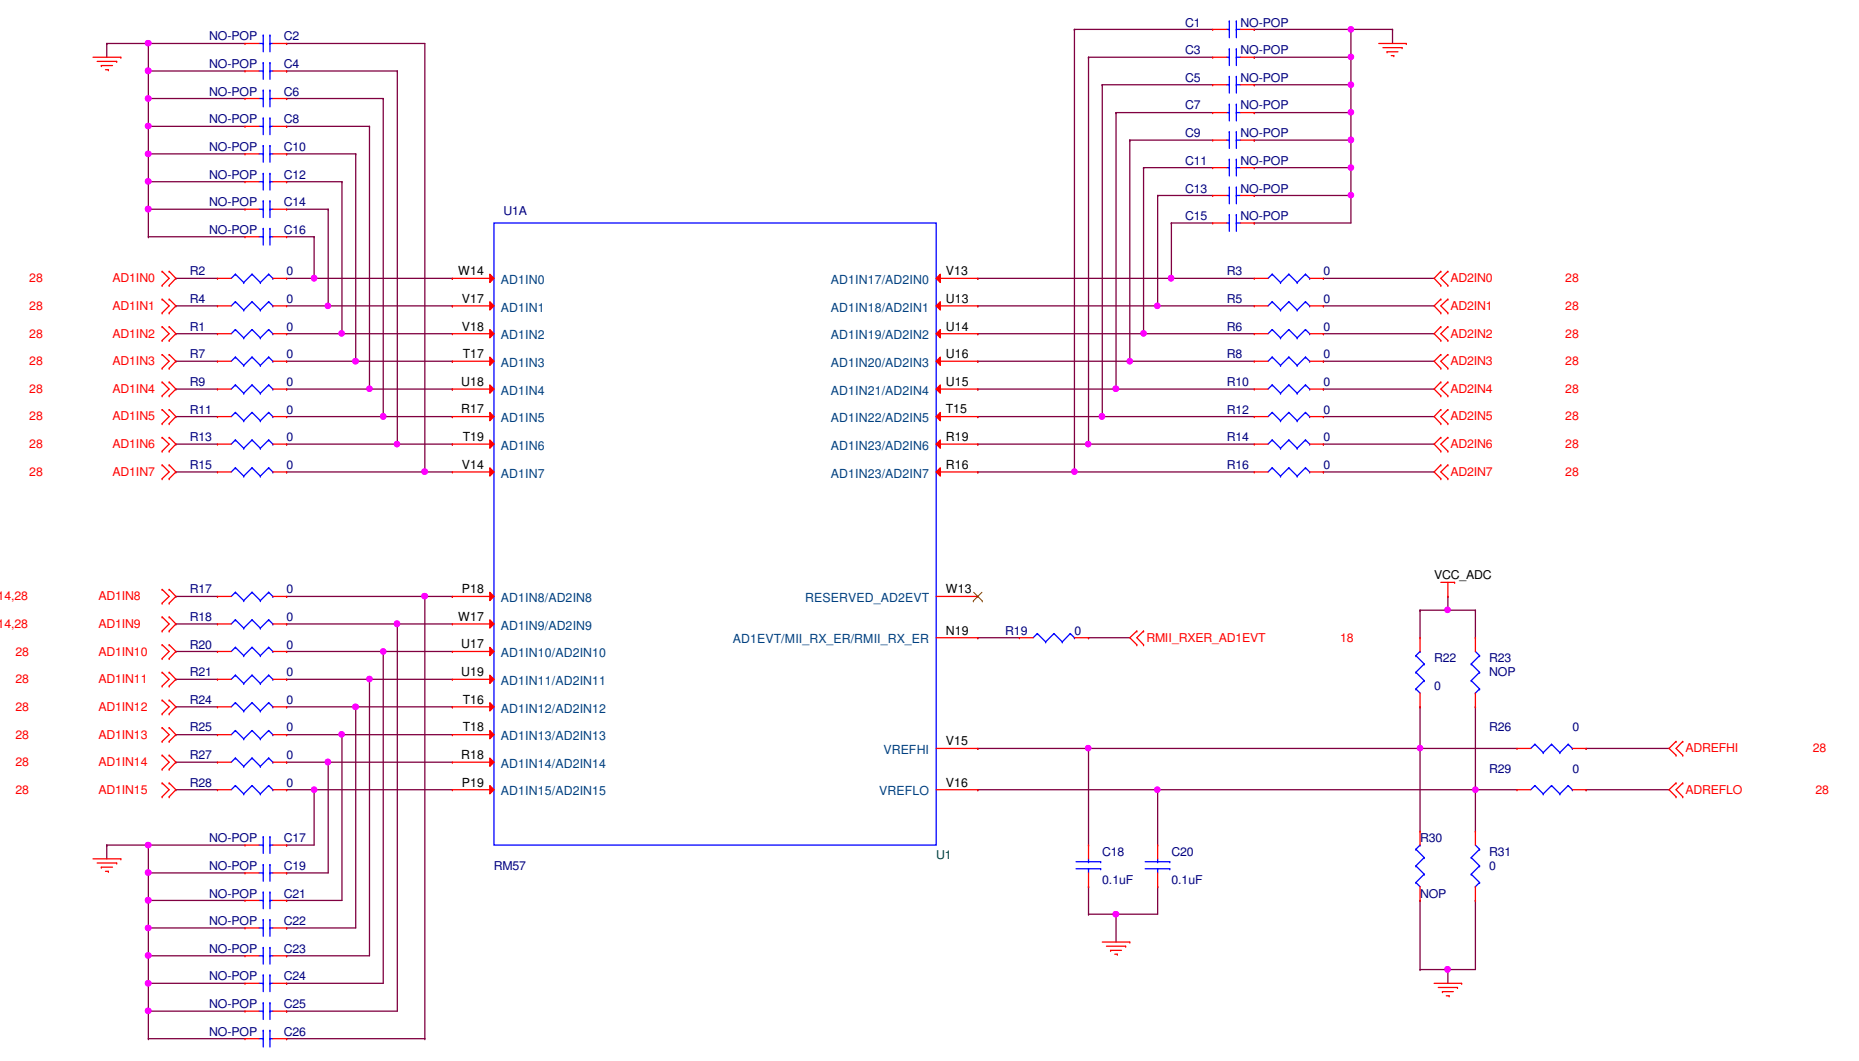 NO-POP C2
NO-POP C4
NO-POP C6
NO-POP C8
NO-POP C10
NO-POP C12
NO-POP C14
NO-POP C16
C1 NO-POP
C3 NO-POP
C5 NO-POP
C7 NO-POP
C9 NO-POP
C11 NO-POP
C13 NO-POP
C15 NO-POP
U1A
28 AD1IN0 R2 0 W14 AD1IN0 AD1IN17/AD2IN0 V13 R3 0 AD2IN0 28
28 AD1IN1 R4 0 V17 AD1IN1 AD1IN18/AD2IN1 U13 R5 0 AD2IN1 28
28 AD1IN2 R1 0 V18 AD1IN2 AD1IN19/AD2IN2 U14 R6 0 AD2IN2 28
28 AD1IN3 R7 0 T17 AD1IN3 AD1IN20/AD2IN3 U16 R8 0 AD2IN3 28
28 AD1IN4 R9 0 U18 AD1IN4 AD1IN21/AD2IN4 U15 R10 0 AD2IN4 28
28 AD1IN5 R11 0 R17 AD1IN5 AD1IN22/AD2IN5 T15 R12 0 AD2IN5 28
28 AD1IN6 R13 0 T19 AD1IN6 AD1IN23/AD2IN6 R19 R14 0 AD2IN6 28
28 AD1IN7 R15 0 V14 AD1IN7 AD1IN23/AD2IN7 R16 R16 0 AD2IN7 28
14,28 AD1IN8 R17 0 P18 AD1IN8/AD2IN8 RESERVED_AD2EVT W13
14,28 AD1IN9 R18 0 W17 AD1IN9/AD2IN9
28 AD1IN10 R20 0 U17 AD1IN10/AD2IN10
AD1EVT/MII_RX_ER/RMII_RX_ER N19 R19 0 RMII_RXER_AD1EVT 18
28 AD1IN11 R21 0 U19 AD1IN11/AD2IN11
28 AD1IN12 R24 0 T16 AD1IN12/AD2IN12
28 AD1IN13 R25 0 T18 AD1IN13/AD2IN13
28 AD1IN14 R27 0 R18 AD1IN14/AD2IN14
28 AD1IN15 R28 0 P19 AD1IN15/AD2IN15
VCC_ADC
R22
0
R23
NOP
VREFHI V15 R26 0 ADREFHI 28
VREFLO V16 R29 0 ADREFLO 28
NO-POP C17
NO-POP C19
NO-POP C21
NO-POP C22
NO-POP C23
NO-POP C24
NO-POP C25
NO-POP C26
RM57
U1
C18
0.1uF
C20
0.1uF
R30
NOP
R31
0